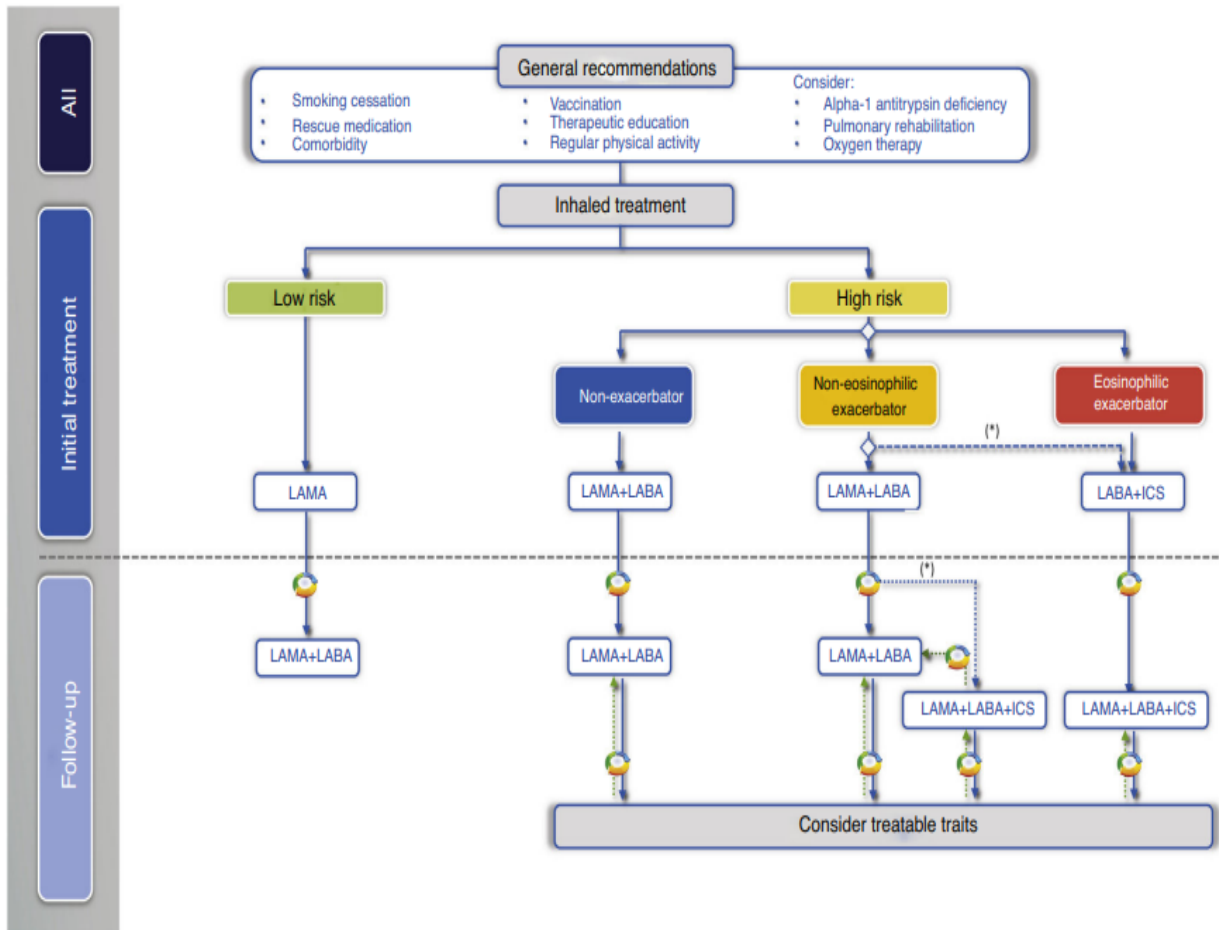 All
General recommendations
Smoking cessation
Rescue medication
Comorbidity
Vaccination
Therapeutic education
Regular physical activity
Consider:
Alpha-1 antitrypsin deficiency
Pulmonary rehabilitation
Oxygen therapy
Initial treatment
Inhaled treatment
Low risk
High risk
Non-exacerbator
Non-eosinophilic
exacerbator
Eosinophilic
exacerbator
(*)
LAMA
LAMA+LABA
LAMA+LABA
LABA+ICS
Follow-up
(*)
LAMA+LABA
LAMA+LABA
LAMA+LABA
LAMA+LABA+ICS
LAMA+LABA+ICS
Consider treatable traits